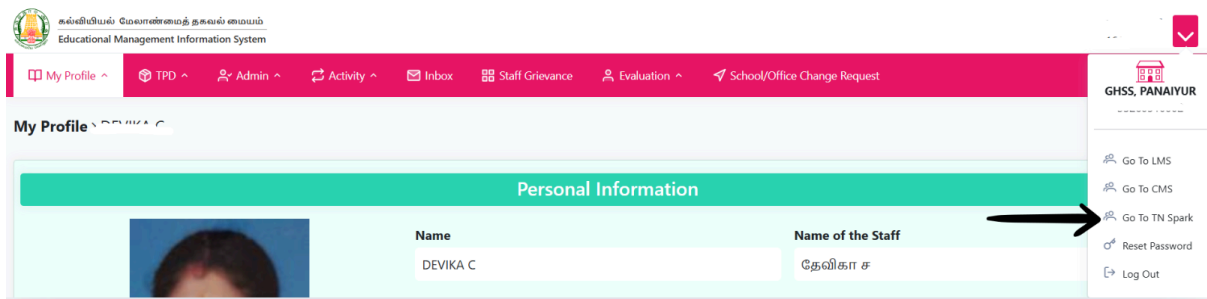 கல்வியியல் மேலாண்மைத் தகவல் மையம்
Educational Management Information System
My Profile TPD Admin Activity Inbox Staff Grievance Evaluation School/Office Change Request
GHSS, PANAIYUR
My Profile
Go To LMS
Go To CMS
Go To TN Spark
Reset Password
Log Out
Personal Information
Name Name of the Staff
DEVIKA C தேவிகா ச